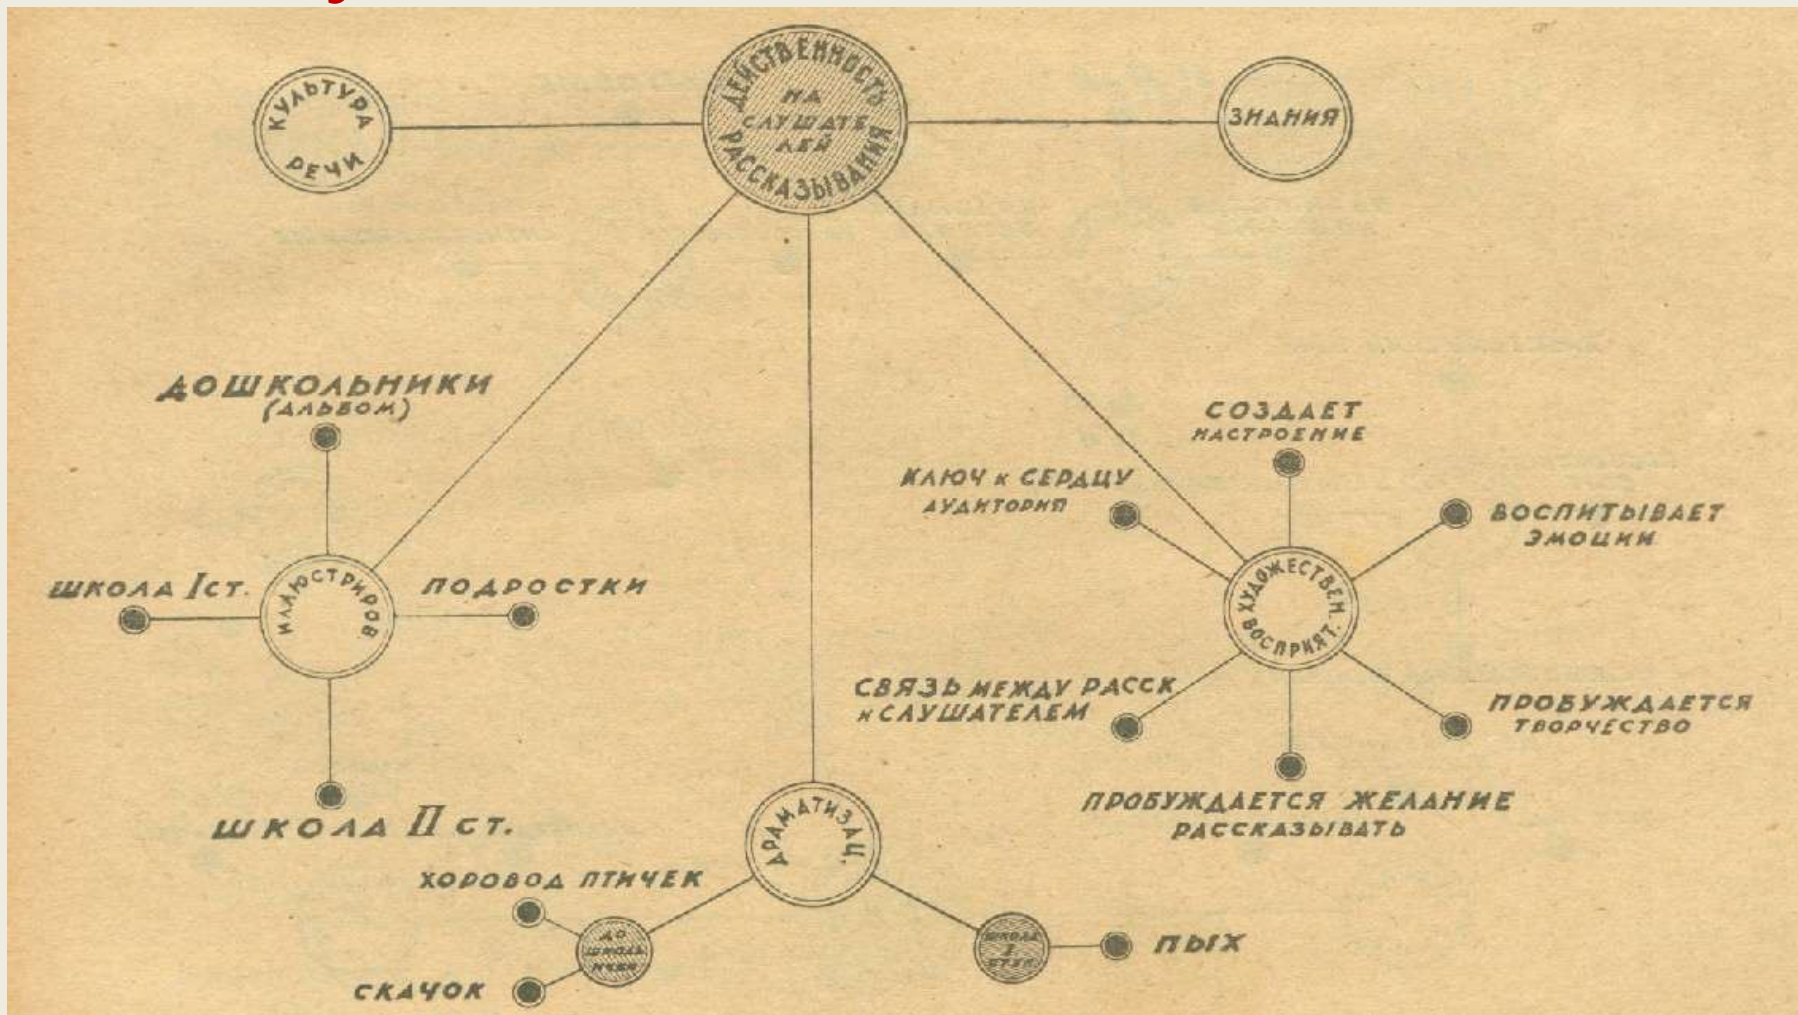 КУЛЬТУРА
РЕЧИ
ДЕЙСТВЕННОСТЬ
НА
СЛУШАТЕ
ЛЕЙ
РАССКАЗЫВАНИЯ
ЗНАНИЯ
ДОШКОЛЬНИКИ
(АЛЬБОМ)
ШКОЛА I СТ.
ИЛЛЮСТРИРОВ
ПОДРОСТКИ
ШКОЛА II СТ.
СОЗДАЕТ
НАСТРОЕНИЕ
КЛЮЧ К СЕРДЦУ
АУДИТОРИИ
ВОСПИТЫВАЕТ
ЭМОЦИИ
ХУДОЖЕСТВЕН.
ВОСПРИЯТ.
СВЯЗЬ МЕЖДУ РАССК
И СЛУШАТЕЛЕМ
ПРОБУЖДАЕТСЯ
ТВОРЧЕСТВО
ПРОБУЖДАЕТСЯ ЖЕЛАНИЕ
РАССКАЗЫВАТЬ
ДРАМАТИЗАЦ.
ХОРОВОД ПТИЧЕК
СКАЧОК
ДО
ШКОЛЬ
ШКОЛА
I
ПЫХ